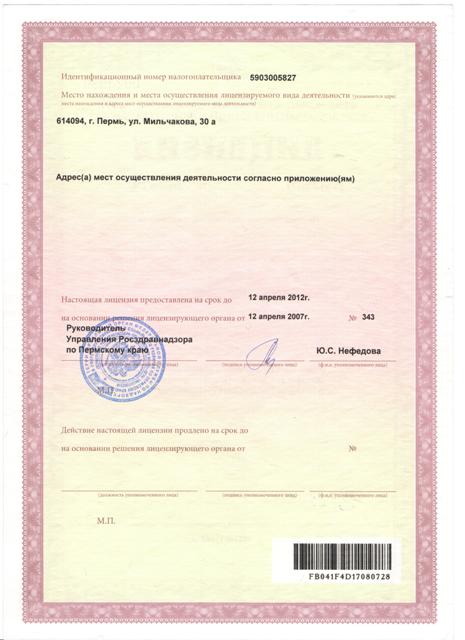 Идентификационный номер налогоплательщика 5903005827
Место нахождения и места осуществления лицензируемого вида деятельности (указываются адрес
места нахождения и адреса мест осуществления лицензируемого вида деятельности)
614094, г. Пермь, ул. Мильчакова, 30 а
Адрес(а) мест осуществления деятельности согласно приложению(ям)
Настоящая лицензия предоставлена на срок до 12 апреля 2012г.
на основании решения лицензирующего органа от 12 апреля 2007г. № 343
Руководитель
Управления Росздравнадзора
по Пермскому краю Ю.С. Нефедова
(подпись уполномоченного лица) (ф.и.о. уполномоченного лица)
М.П.
Действие настоящей лицензии продлено на срок до
на основании решения лицензирующего органа от №
(должность уполномоченного лица) (подпись уполномоченного лица) (ф.и.о. уполномоченного лица)
М.П.
FB041F4D17080728